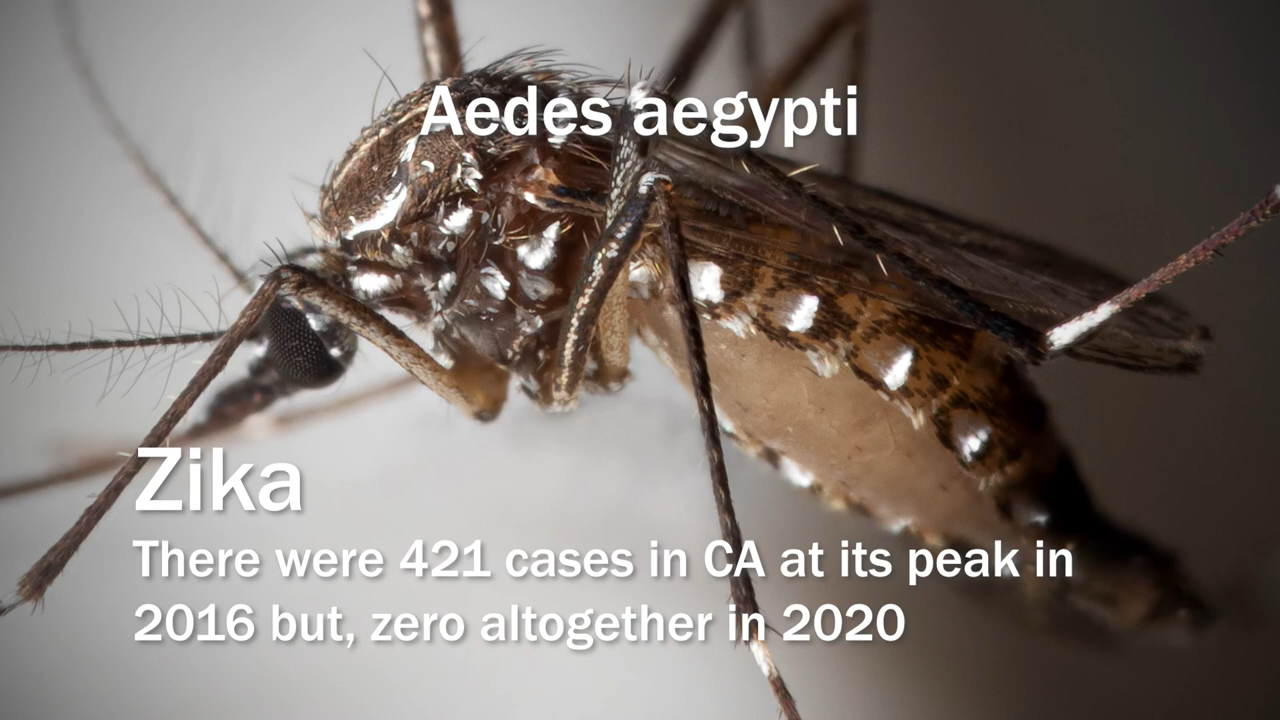 Aedes aegypti
Zika
There were 421 cases in CA at its peak in
2016 but, zero altogether in 2020